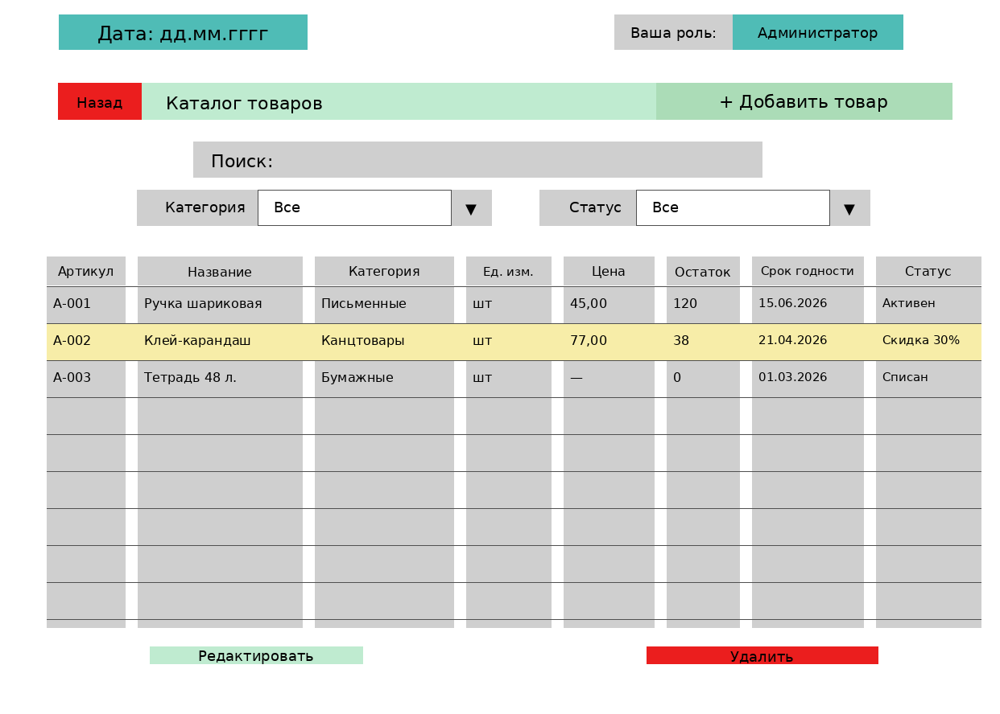 Дата: дд.мм.гггг
Ваша роль: Администратор
Назад Каталог товаров + Добавить товар
Поиск:
Категория Все ▼ Статус Все ▼
Артикул Название Категория Ед. изм. Цена Остаток Срок годности Статус
А-001 Ручка шариковая Письменные шт 45,00 120 15.06.2026 Активен
А-002 Клей-карандаш Канцтовары шт 77,00 38 21.04.2026 Скидка 30%
А-003 Тетрадь 48 л. Бумажные шт — 0 01.03.2026 Списан
Редактировать Удалить